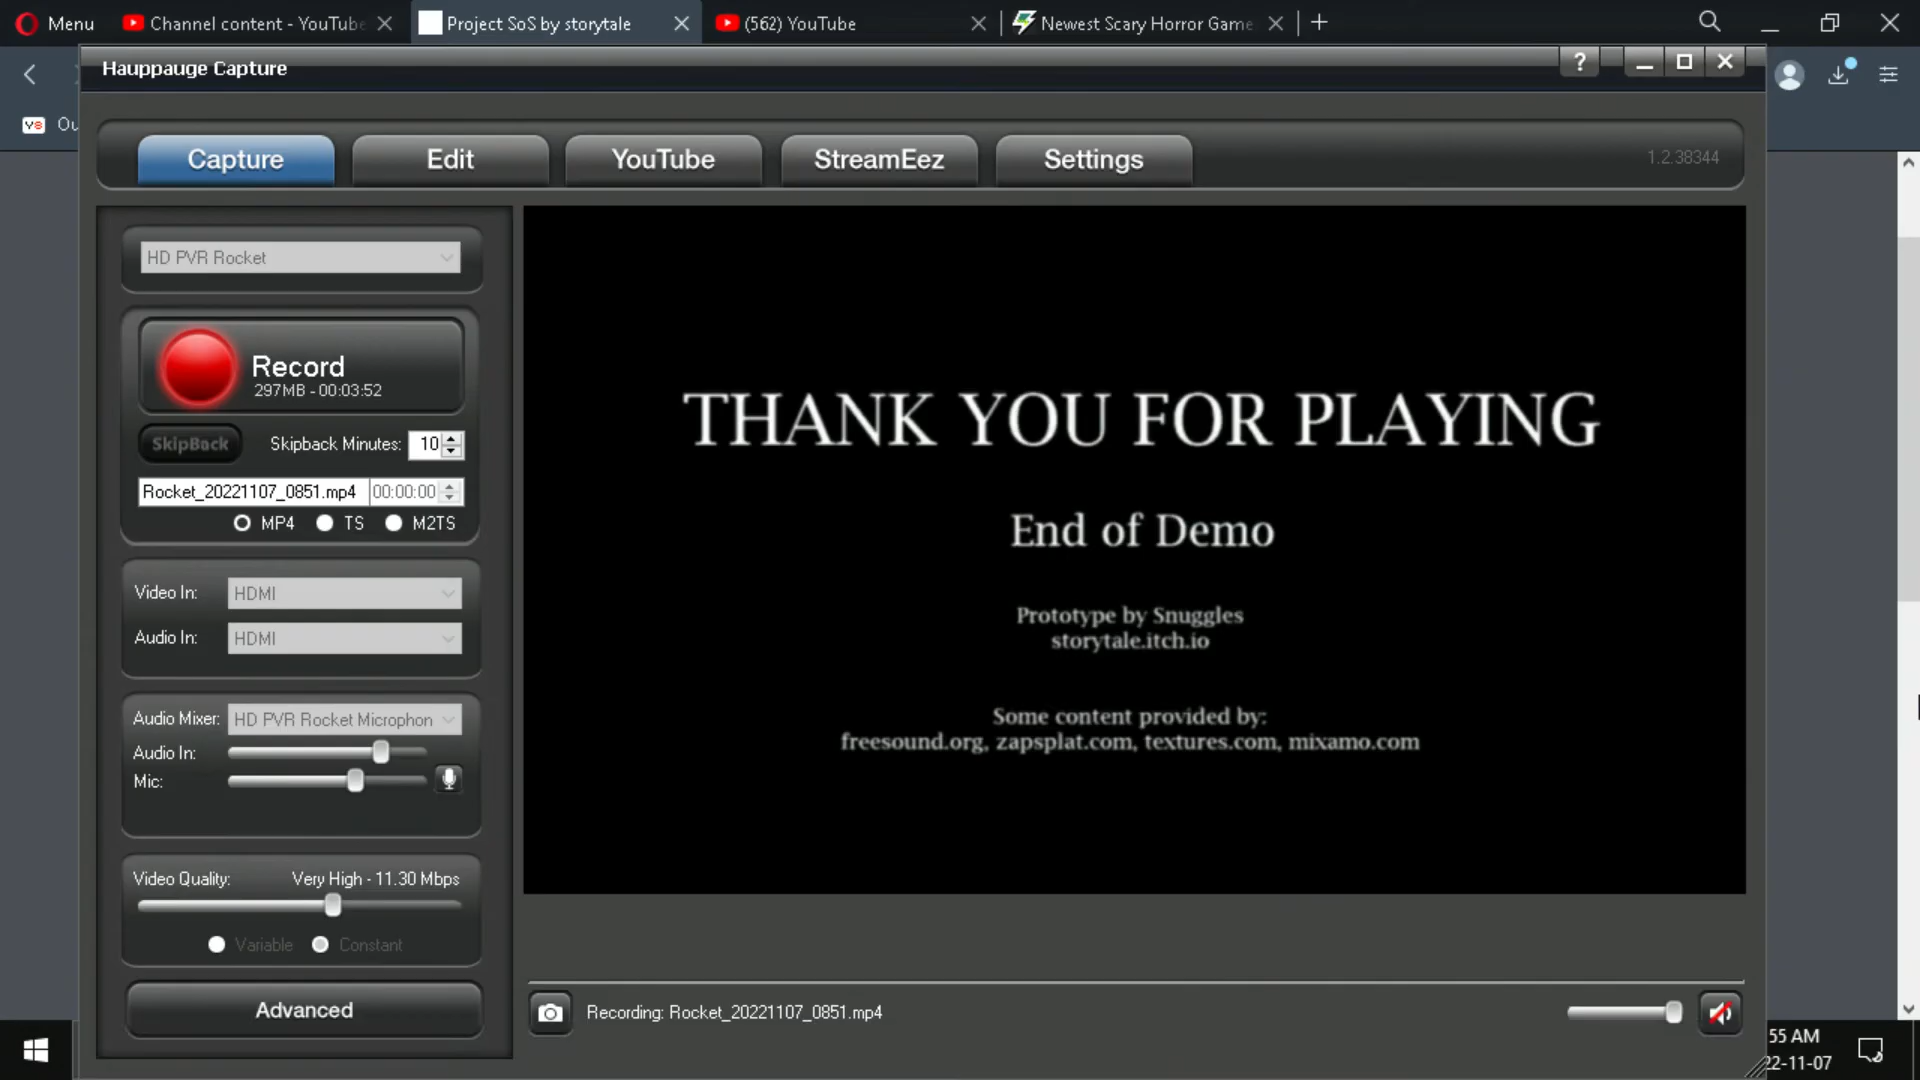 Menu
Channel content - YouTube
Project SoS by storytale
(562) YouTube
Newest Scary Horror Game
Hauppauge Capture
?
Y8 Ou
Capture
Edit
YouTube
StreamEez
Settings
1.2.38344
HD PVR Rocket
Record
297MB - 00:03:52
SkipBack
Skipback Minutes: 10
Rocket_20221107_0851.mp4 00:00:00
MP4 TS M2TS
Video In: HDMI
Audio In: HDMI
Audio Mixer: HD PVR Rocket Microphon
Audio In:
Mic:
Video Quality: Very High - 11.30 Mbps
Variable Constant
Advanced
THANK YOU FOR PLAYING
End of Demo
Prototype by Snuggles
storytale.itch.io
Some content provided by:
freesound.org, zapsplat.com, textures.com, mixamo.com
Recording: Rocket_20221107_0851.mp4
55 AM
22-11-07